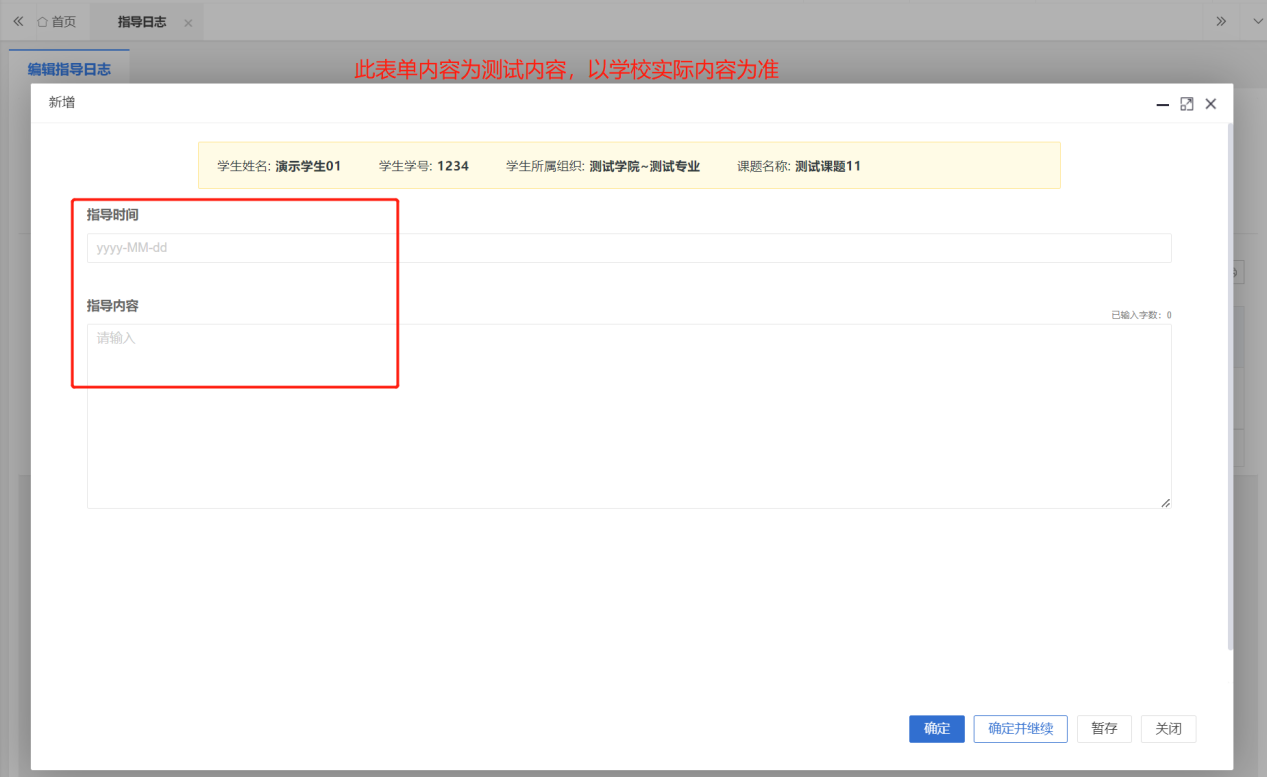 首页 指导日志
编辑指导日志
此表单内容为测试内容，以学校实际内容为准
新增
学生姓名: 演示学生01 学生学号: 1234 学生所属组织: 测试学院~测试专业 课题名称: 测试课题11
指导时间
yyyy-MM-dd
指导内容
已输入字数: 0
请输入
确定 确定并继续 暂存 关闭